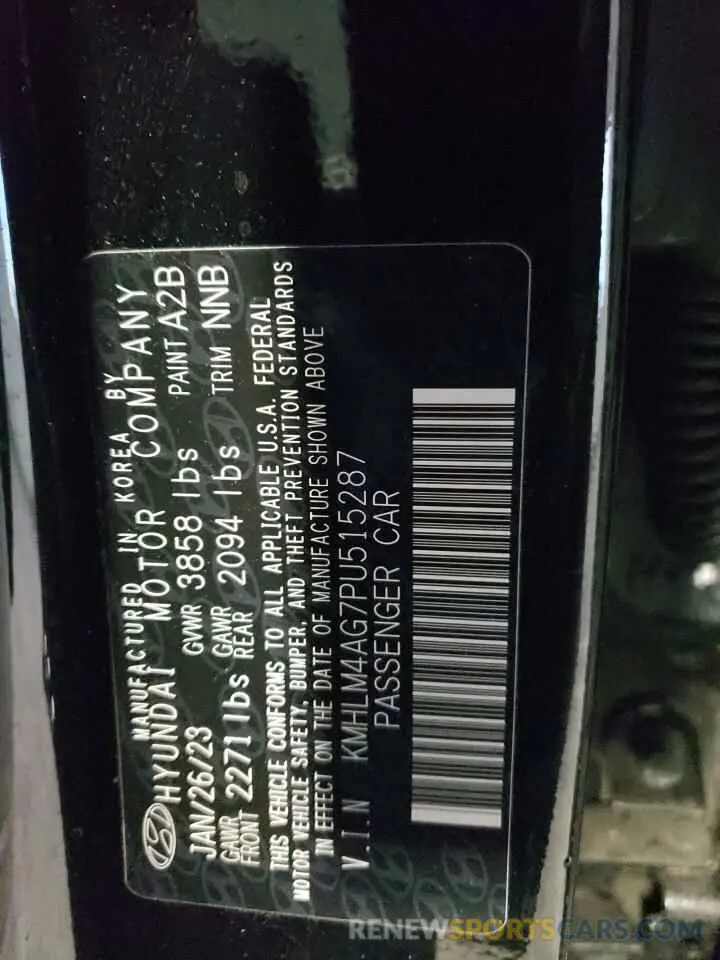 MANUFACTURED IN KOREA BY
HYUNDAI MOTOR COMPANY
JAN/26/23 GVWR 3858 lbs PAINT A2B
GAWR FRONT 2271 lbs GAWR REAR 2094 lbs TRIM NNB
THIS VEHICLE CONFORMS TO ALL APPLICABLE U.S.A. FEDERAL
MOTOR VEHICLE SAFETY, BUMPER, AND THEFT PREVENTION STANDARDS
IN EFFECT ON THE DATE OF MANUFACTURE SHOWN ABOVE
V.I.N KMHLM4AG7PU515287
PASSENGER CAR
RENEWSPORTSCARS.COM